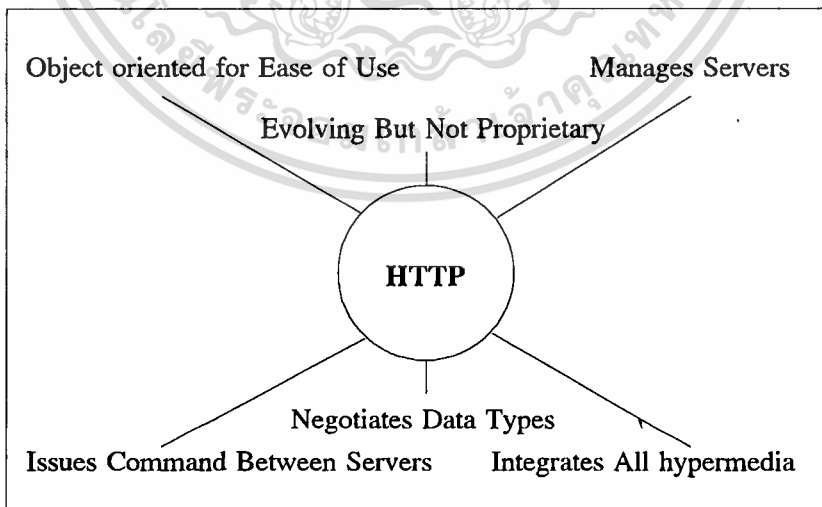 Object oriented for Ease of Use
Manages Servers
Evolving But Not Proprietary
HTTP
Negotiates Data Types
Issues Command Between Servers
Integrates All hypermedia